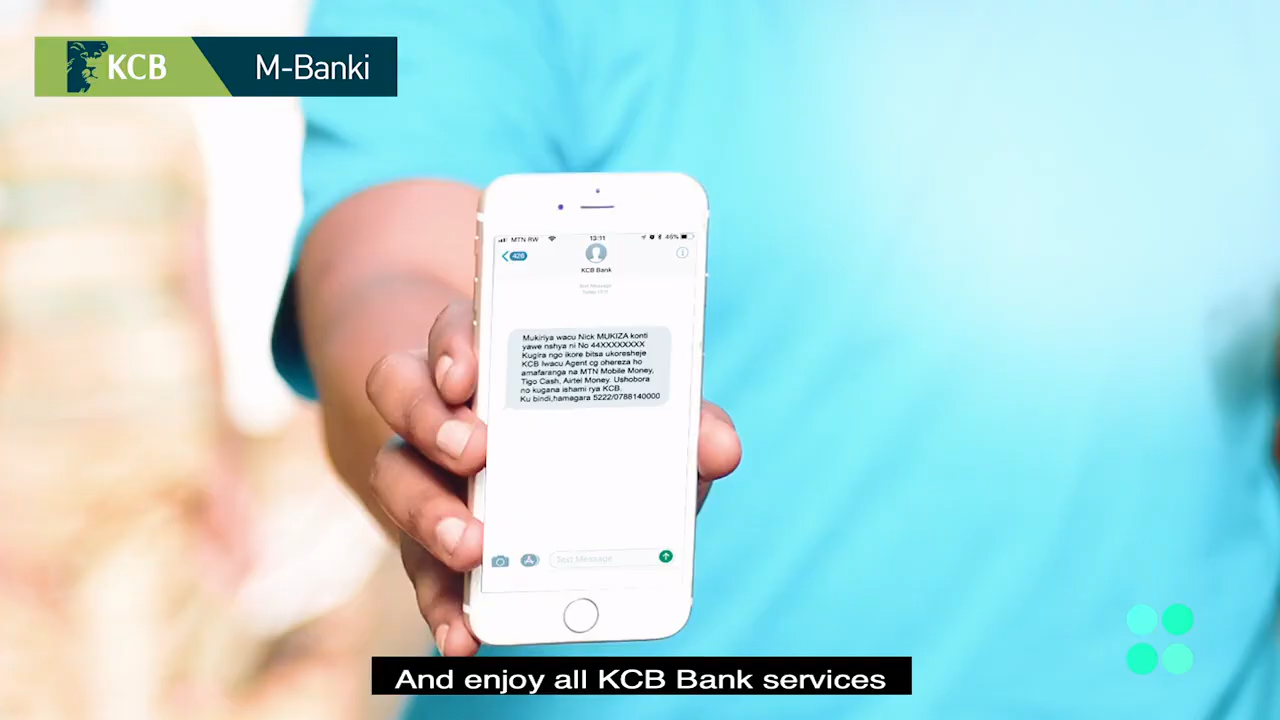 KCB
M-Banki
MTN RW
13:11
46%
426
KCB Bank
Text Message
Mukiriya wacu Nick MUKIZA konti
yawe nshya ni No 44XXXXXXXX
Kugira ngo ikore bitsa ukoresheje
KCB Iwacu Agent cg ohereza ho
amafaranga na MTN Mobile Money,
Tigo Cash, Airtel Money. Ushobora
no kugana ishami rya KCB.
Ku bindi,hamagara 5222/0788140000
Text Message
And enjoy all KCB Bank services